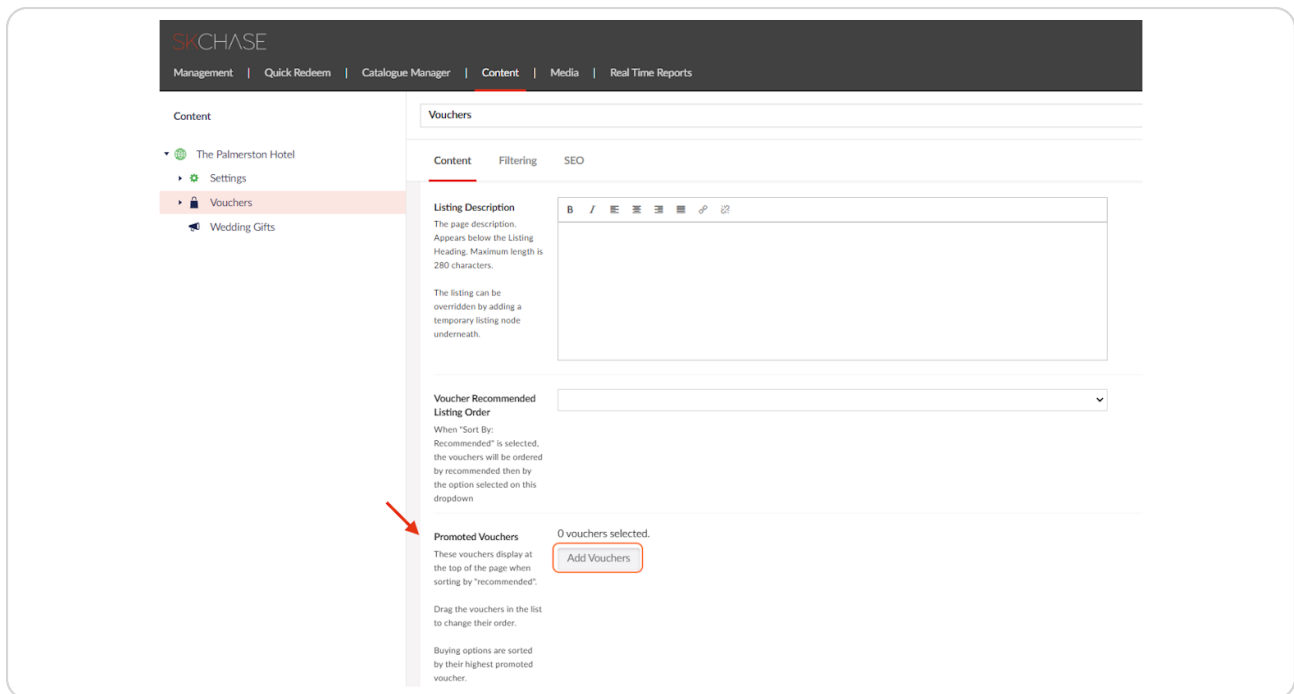 SKCHASE
Management | Quick Redeem | Catalogue Manager | Content | Media | Real Time Reports
Content
The Palmerston Hotel
Settings
Vouchers
Wedding Gifts
Vouchers
Content Filtering SEO
Listing Description
The page description.
Appears below the Listing
Heading. Maximum length is
280 characters.
The listing can be
overridden by adding a
temporary listing node
underneath.
B I
Voucher Recommended
Listing Order
When "Sort By:
Recommended" is selected,
the vouchers will be ordered
by recommended then by
the option selected on this
dropdown
Promoted Vouchers
These vouchers display at
the top of the page when
sorting by "recommended".
Drag the vouchers in the list
to change their order.
Buying options are sorted
by their highest promoted
voucher.
0 vouchers selected.
Add Vouchers